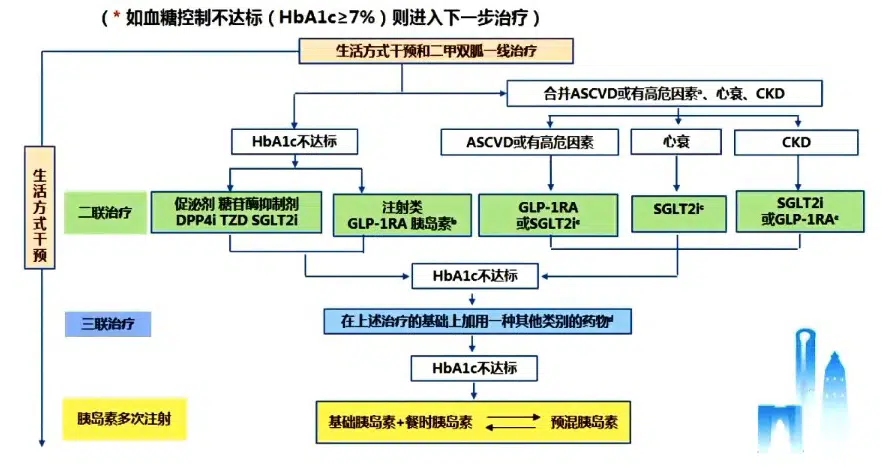 （* 如血糖控制不达标（HbA1c≥7%）则进入下一步治疗）
生活方式干预和二甲双胍一线治疗
合并ASCVD或有高危因素ᵃ、心衰、CKD
HbA1c不达标
ASCVD或有高危因素
心衰
CKD
生活方式干预
二联治疗
促泌剂 糖苷酶抑制剂
DPP4i TZD SGLT2i
注射类
GLP-1RA 胰岛素ᵇ
GLP-1RA
或SGLT2iᶜ
SGLT2iᶜ
SGLT2i
或GLP-1RAᶜ
HbA1c不达标
三联治疗
在上述治疗的基础上加用一种其他类别的药物ᵈ
HbA1c不达标
胰岛素多次注射
基础胰岛素+餐时胰岛素
预混胰岛素